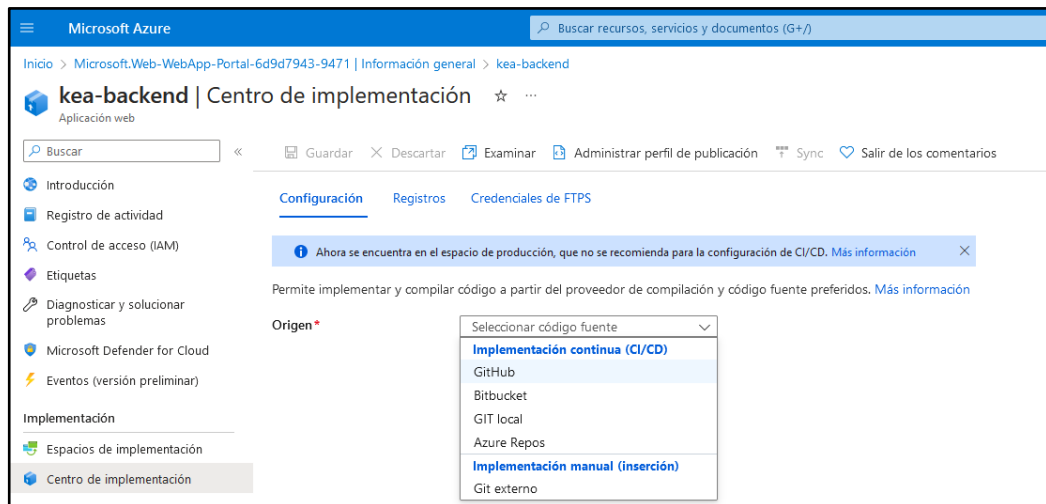 Microsoft Azure
Buscar recursos, servicios y documentos (G+/)
Inicio > Microsoft.Web-WebApp-Portal-6d9d7943-9471 | Información general > kea-backend
kea-backend | Centro de implementación
Aplicación web
Buscar
Guardar Descartar Examinar Administrar perfil de publicación Sync Salir de los comentarios
Introducción
Registro de actividad
Control de acceso (IAM)
Etiquetas
Diagnosticar y solucionar
problemas
Microsoft Defender for Cloud
Eventos (versión preliminar)
Implementación
Espacios de implementación
Centro de implementación
Configuración Registros Credenciales de FTPS
Ahora se encuentra en el espacio de producción, que no se recomienda para la configuración de CI/CD. Más información
Permite implementar y compilar código a partir del proveedor de compilación y código fuente preferidos. Más información
Origen*
Seleccionar código fuente
Implementación continua (CI/CD)
GitHub
Bitbucket
GIT local
Azure Repos
Implementación manual (inserción)
Git externo